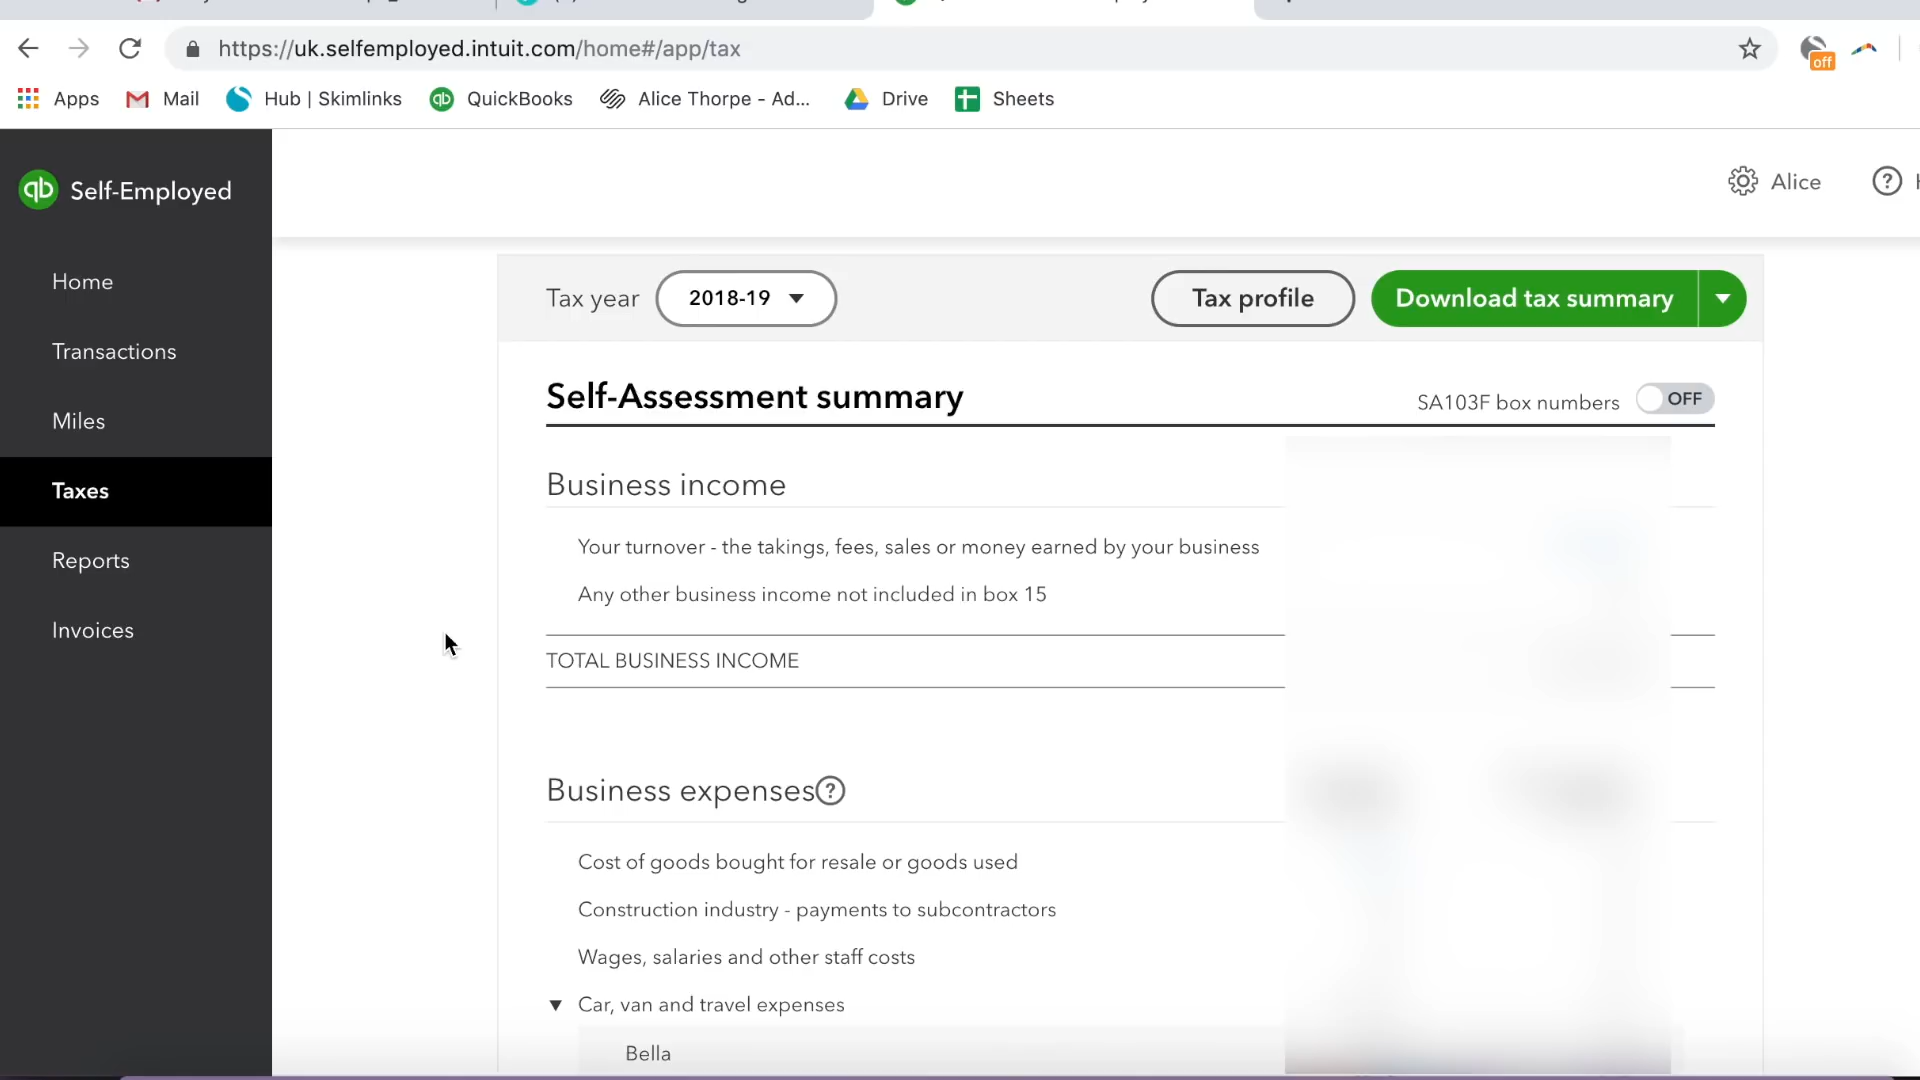 https://uk.selfemployed.intuit.com/home#/app/tax
off
Apps Mail Hub | Skimlinks QuickBooks Alice Thorpe - Ad... Drive Sheets
qb Self-Employed
Alice
?
Home
Transactions
Miles
Taxes
Reports
Invoices
Tax year 2018-19 Tax profile Download tax summary
Self-Assessment summary SA103F box numbers OFF
Business income
Your turnover - the takings, fees, sales or money earned by your business
Any other business income not included in box 15
TOTAL BUSINESS INCOME
Business expenses ?
Cost of goods bought for resale or goods used
Construction industry - payments to subcontractors
Wages, salaries and other staff costs
Car, van and travel expenses
Bella